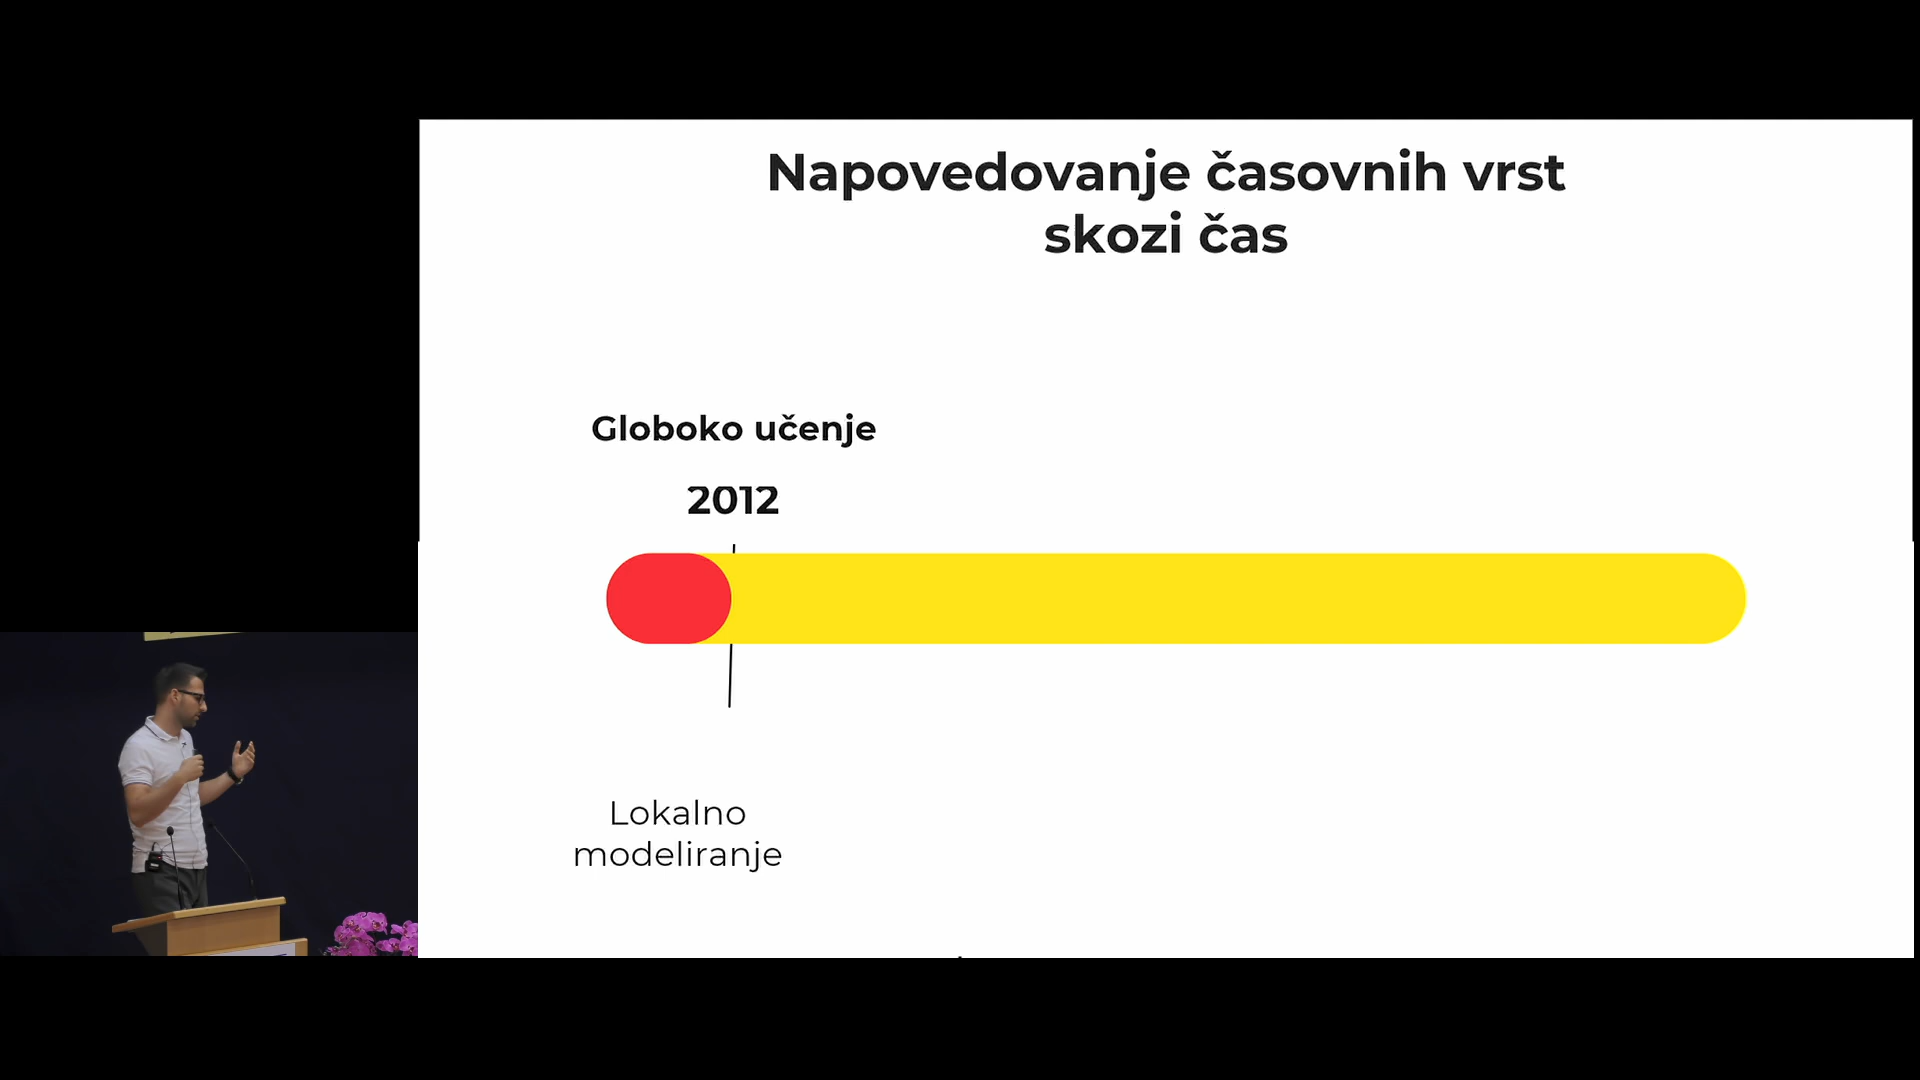 Napovedovanje časovnih vrst
skozi čas
Globoko učenje
2012
Lokalno
modeliranje